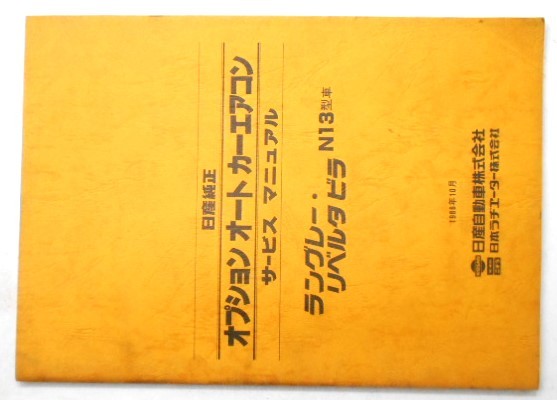 日産純正
オプション オート カーエアコン
サービス マニュアル
ラングレー・
リベルタ ビラ N13型車
1986年10月
日産自動車株式会社
日本ラヂエーター株式会社